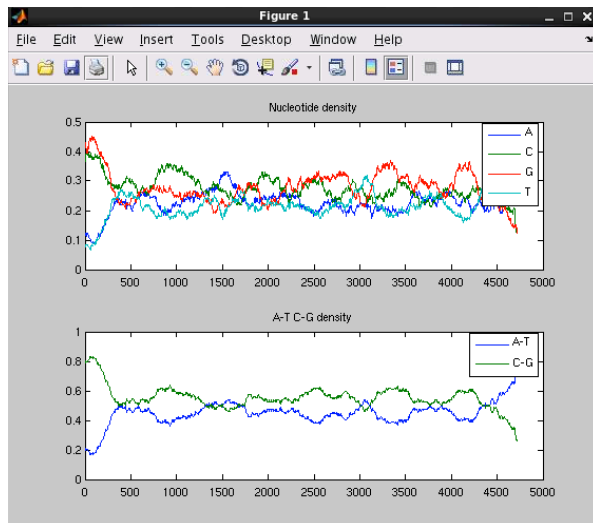 Figure 1
File Edit View Insert Tools Desktop Window Help
Nucleotide density
0.5
0.4
0.3
0.2
0.1
0
A
C
G
T
0 500 1000 1500 2000 2500 3000 3500 4000 4500 5000
A-T C-G density
1
0.8
0.6
0.4
0.2
0
A-T
C-G
0 500 1000 1500 2000 2500 3000 3500 4000 4500 5000